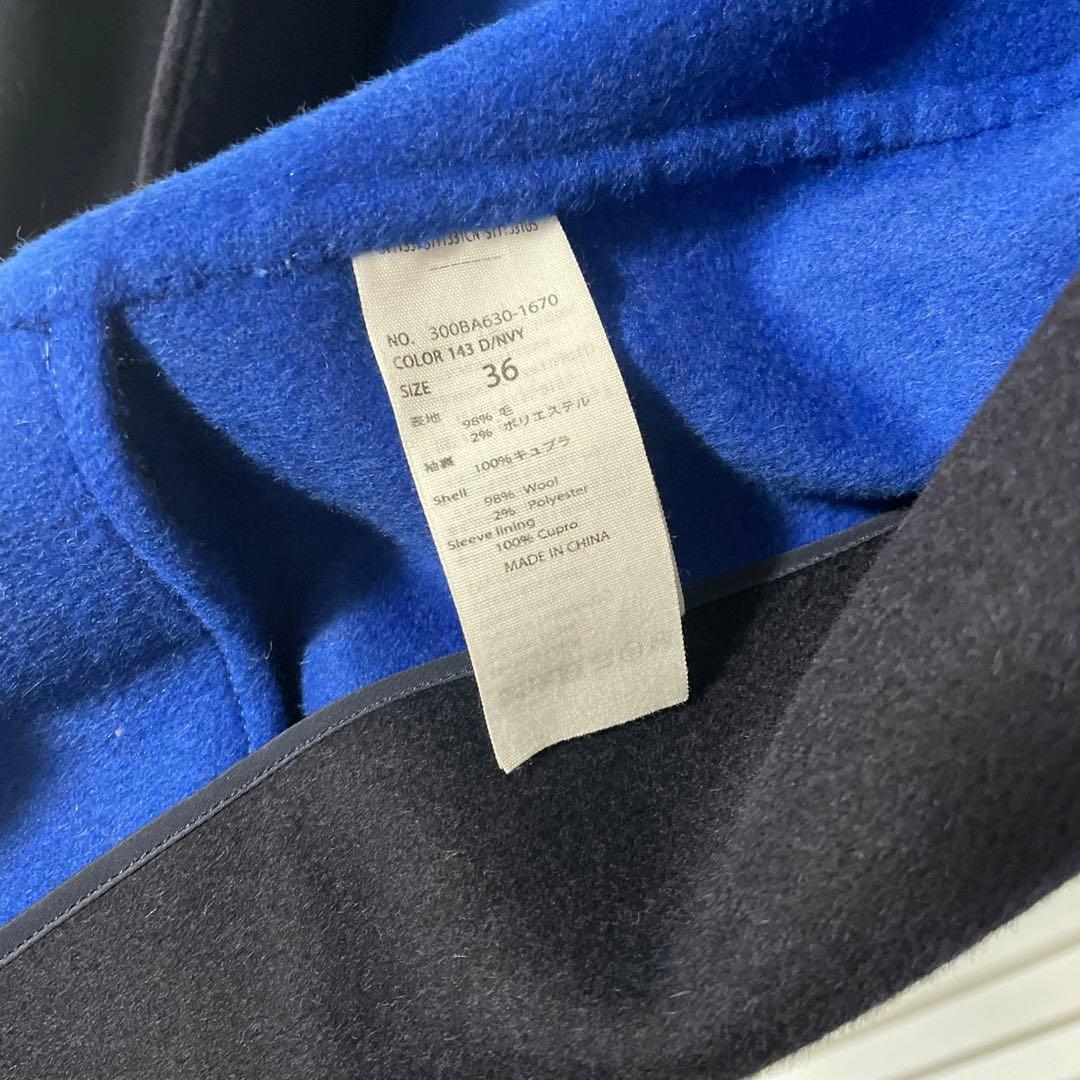 NO. 300BA630-1670
COLOR 143 D/NVY
SIZE 36
表地 98% 毛
2% ポリエステル
袖裏 100%キュプラ
Shell 98% Wool
2% Polyester
Sleeve lining
100% Cupro
MADE IN CHINA